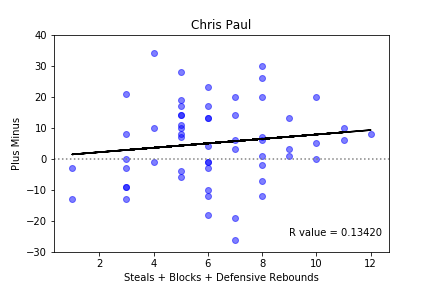 Chris Paul
40
30
20
10
0
−10
−20
−30
Plus Minus
R value = 0.13420
2 4 6 8 10 12
Steals + Blocks + Defensive Rebounds